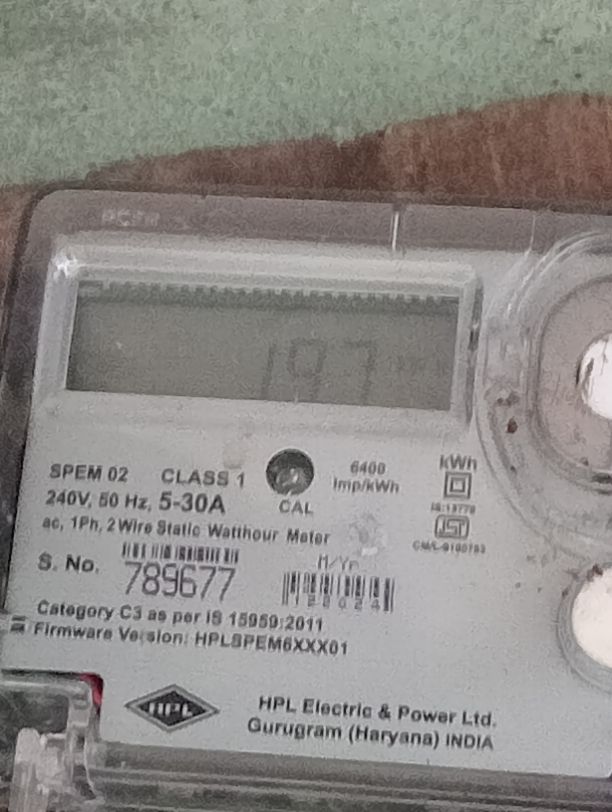 197
SPEM 02 CLASS 1
6400
imp/kWh
kWh
240V, 50 Hz, 5-30A
CAL
ac, 1Ph, 2 Wire Static Watthour Meter
M/Yr
S. No. 789677
Category C3 as per IS 15959:2011
Firmware Version: HPLSPEM6XXX01
HPL
HPL Electric & Power Ltd.
Gurugram (Haryana) INDIA